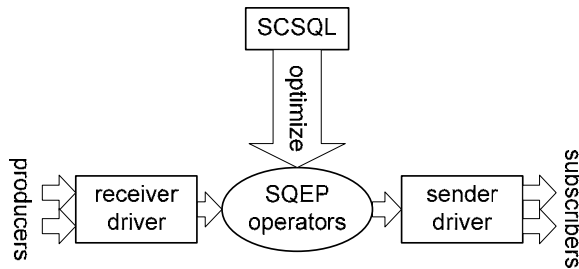 SCSQL
optimize
producers
receiver
driver
SQEP
operators
sender
driver
subscribers